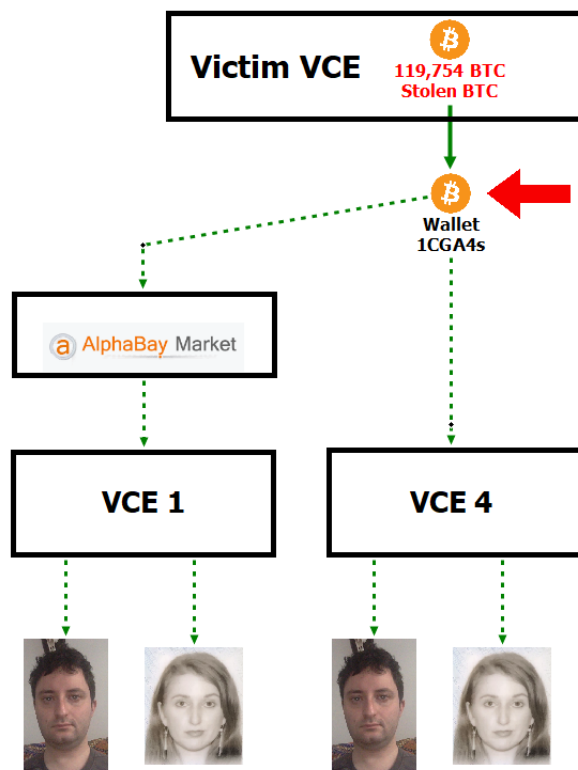 Victim VCE
119,754 BTC
Stolen BTC
Wallet
1CGA4s
a AlphaBay Market
VCE 1
VCE 4